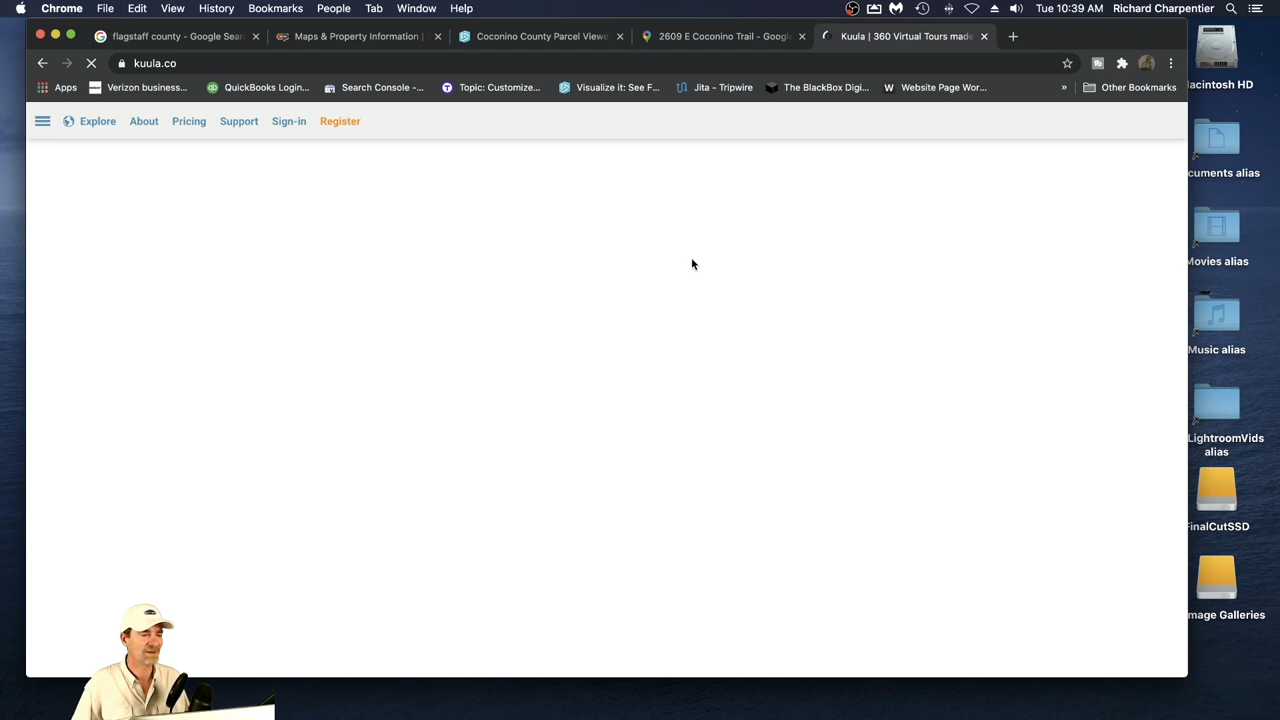 Chrome File Edit View History Bookmarks People Tab Window Help Tue 10:39 AM Richard Charpentier
flagstaff county - Google Sear
Maps & Property Information |
Coconino County Parcel Viewe
2609 E Coconino Trail - Google
Kuula | 360 Virtual Tours made
kuula.co
Apps Verizon business... QuickBooks Login... Search Console -... Topic: Customize... Visualize it: See F... Jita - Tripwire The BlackBox Digi... Website Page Wor... » Other Bookmarks
Explore About Pricing Support Sign-in Register
acintosh HD
cuments alias
Movies alias
Music alias
LightroomVids
alias
FinalCutSSD
mage Galleries